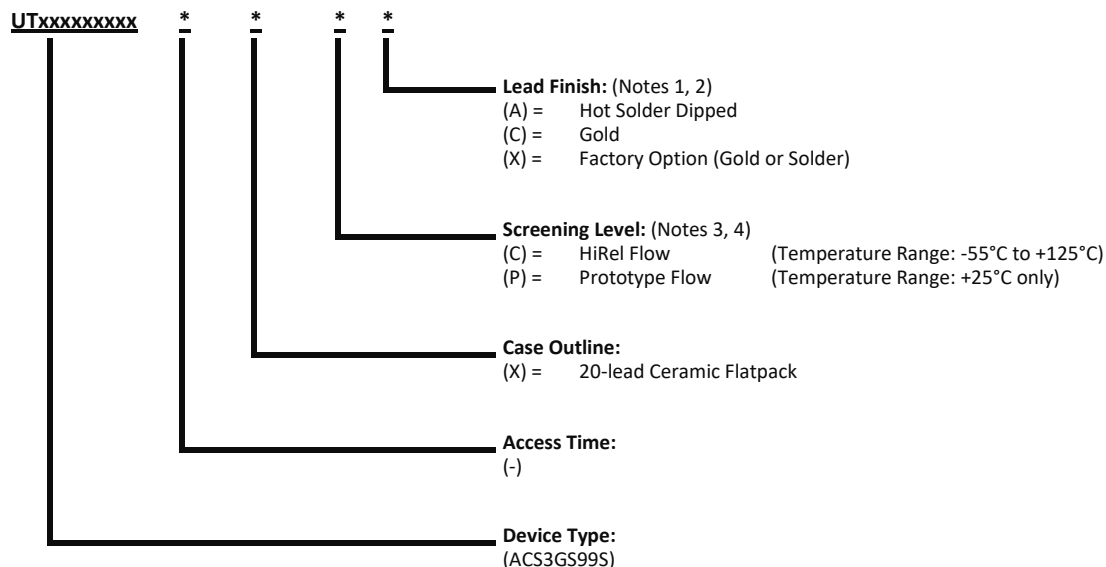 UTxxxxxxxxx * * * *
Lead Finish: (Notes 1, 2)
(A) = Hot Solder Dipped
(C) = Gold
(X) = Factory Option (Gold or Solder)
Screening Level: (Notes 3, 4)
(C) = HiRel Flow (Temperature Range: -55°C to +125°C)
(P) = Prototype Flow (Temperature Range: +25°C only)
Case Outline:
(X) = 20-lead Ceramic Flatpack
Access Time:
(-)
Device Type:
(ACS3GS99S)